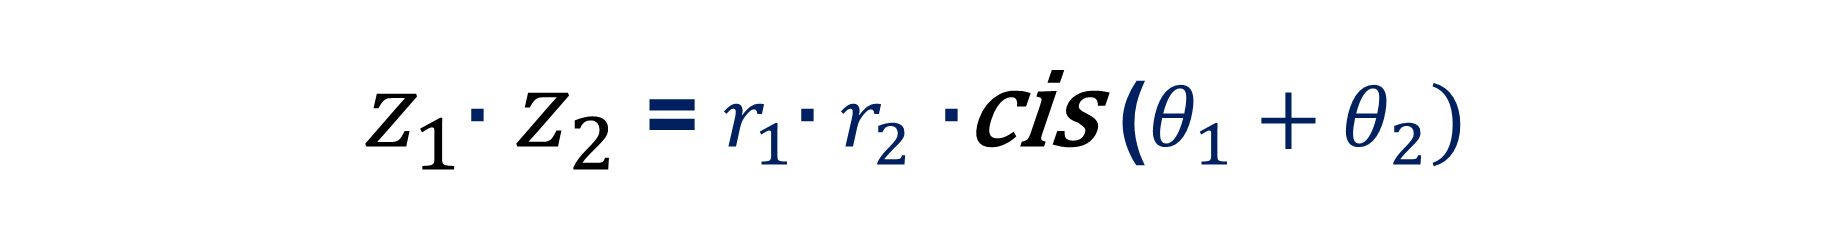 z₁· z₂ = r₁· r₂ ·cis(θ₁ + θ₂)